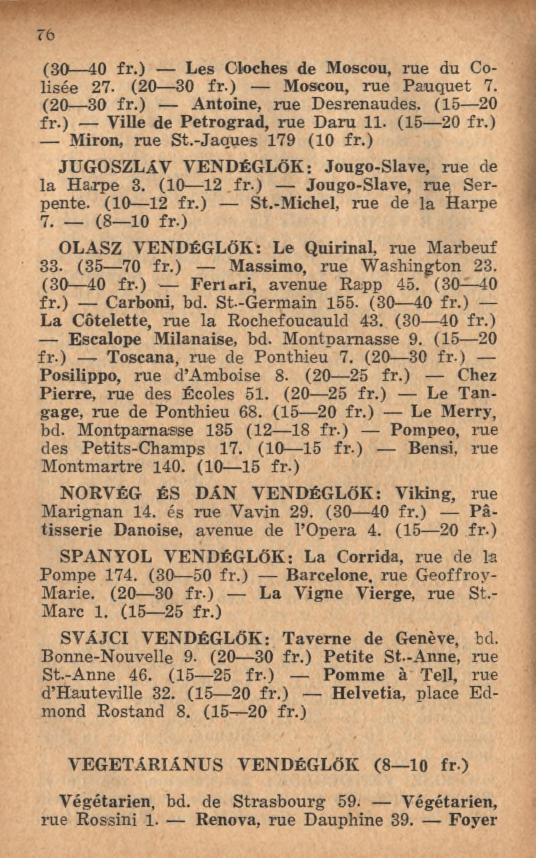 76
(30—40 fr.) — Les Cloches de Moscou, rue du Co-
lisée 27. (20—30 fr.) — Moscou, rue Pauquet 7.
(20—30 fr.) — Antoine, rue Desrenaudes. (15—20
fr.) — Ville de Petrograd, rue Daru 11. (15—20 fr.)
— Miron, rue St.-Jaques 179 (10 fr.)
JUGOSZLÁV VENDÉGLŐK: Jougo-Slave, rue de
la Harpe 3. (10—12 fr.) — Jougo-Slave, rue Ser-
pente. (10—12 fr.) — St.-Michel, rue de la Harpe
7. — (8—10 fr.)
OLASZ VENDÉGLŐK: Le Quirinal, rue Marbeuf
33. (35—70 fr.) — Massimo, rue Washington 23.
(30—40 fr.) — Ferrari, avenue Rapp 45. (30—40
fr.) — Carboni, bd. St.-Germain 155. (30—40 fr.) —
La Côtelette, rue la Rochefoucauld 43. (30—40 fr.)
— Escalope Milanaise, bd. Montparnasse 9. (15—20
fr.) — Toscana, rue de Ponthieu 7. (20—30 fr.) —
Posilippo, rue d'Amboise 8. (20—25 fr.) — Chez
Pierre, rue des Écoles 51. (20—25 fr.) — Le Tan-
gage, rue de Ponthieu 68. (15—20 fr.) — Le Merry,
bd. Montparnasse 135 (12—18 fr.) — Pompeo, rue
des Petits-Champs 17. (10—15 fr.) — Bensi, rue
Montmartre 140. (10—15 fr.)
NORVÉG ÉS DÁN VENDÉGLŐK: Viking, rue
Marignan 14. és rue Vavin 29. (30—40 fr.) — Pâ-
tisserie Danoise, avenue de l'Opera 4. (15—20 fr.)
SPANYOL VENDÉGLŐK: La Corrida, rue de la
Pompe 174. (30—50 fr.) — Barcelone, rue Geoffroy-
Marie. (20—30 fr.) — La Vigne Vierge, rue St.-
Marc 1. (15—25 fr.)
SVÁJCI VENDÉGLŐK: Taverne de Genève, bd.
Bonne-Nouvelle 9. (20—30 fr.) Petite St.-Anne, rue
St.-Anne 46. (15—25 fr.) — Pomme à Tell, rue
d'Hauteville 32. (15—20 fr.) — Helvetia, place Ed-
mond Rostand 8. (15—20 fr.)
VEGETÁRIÁNUS VENDÉGLŐK (8—10 fr.)
Végétarien, bd. de Strasbourg 59. — Végétarien,
rue Rossini 1. — Renova, rue Dauphine 39. — Foyer